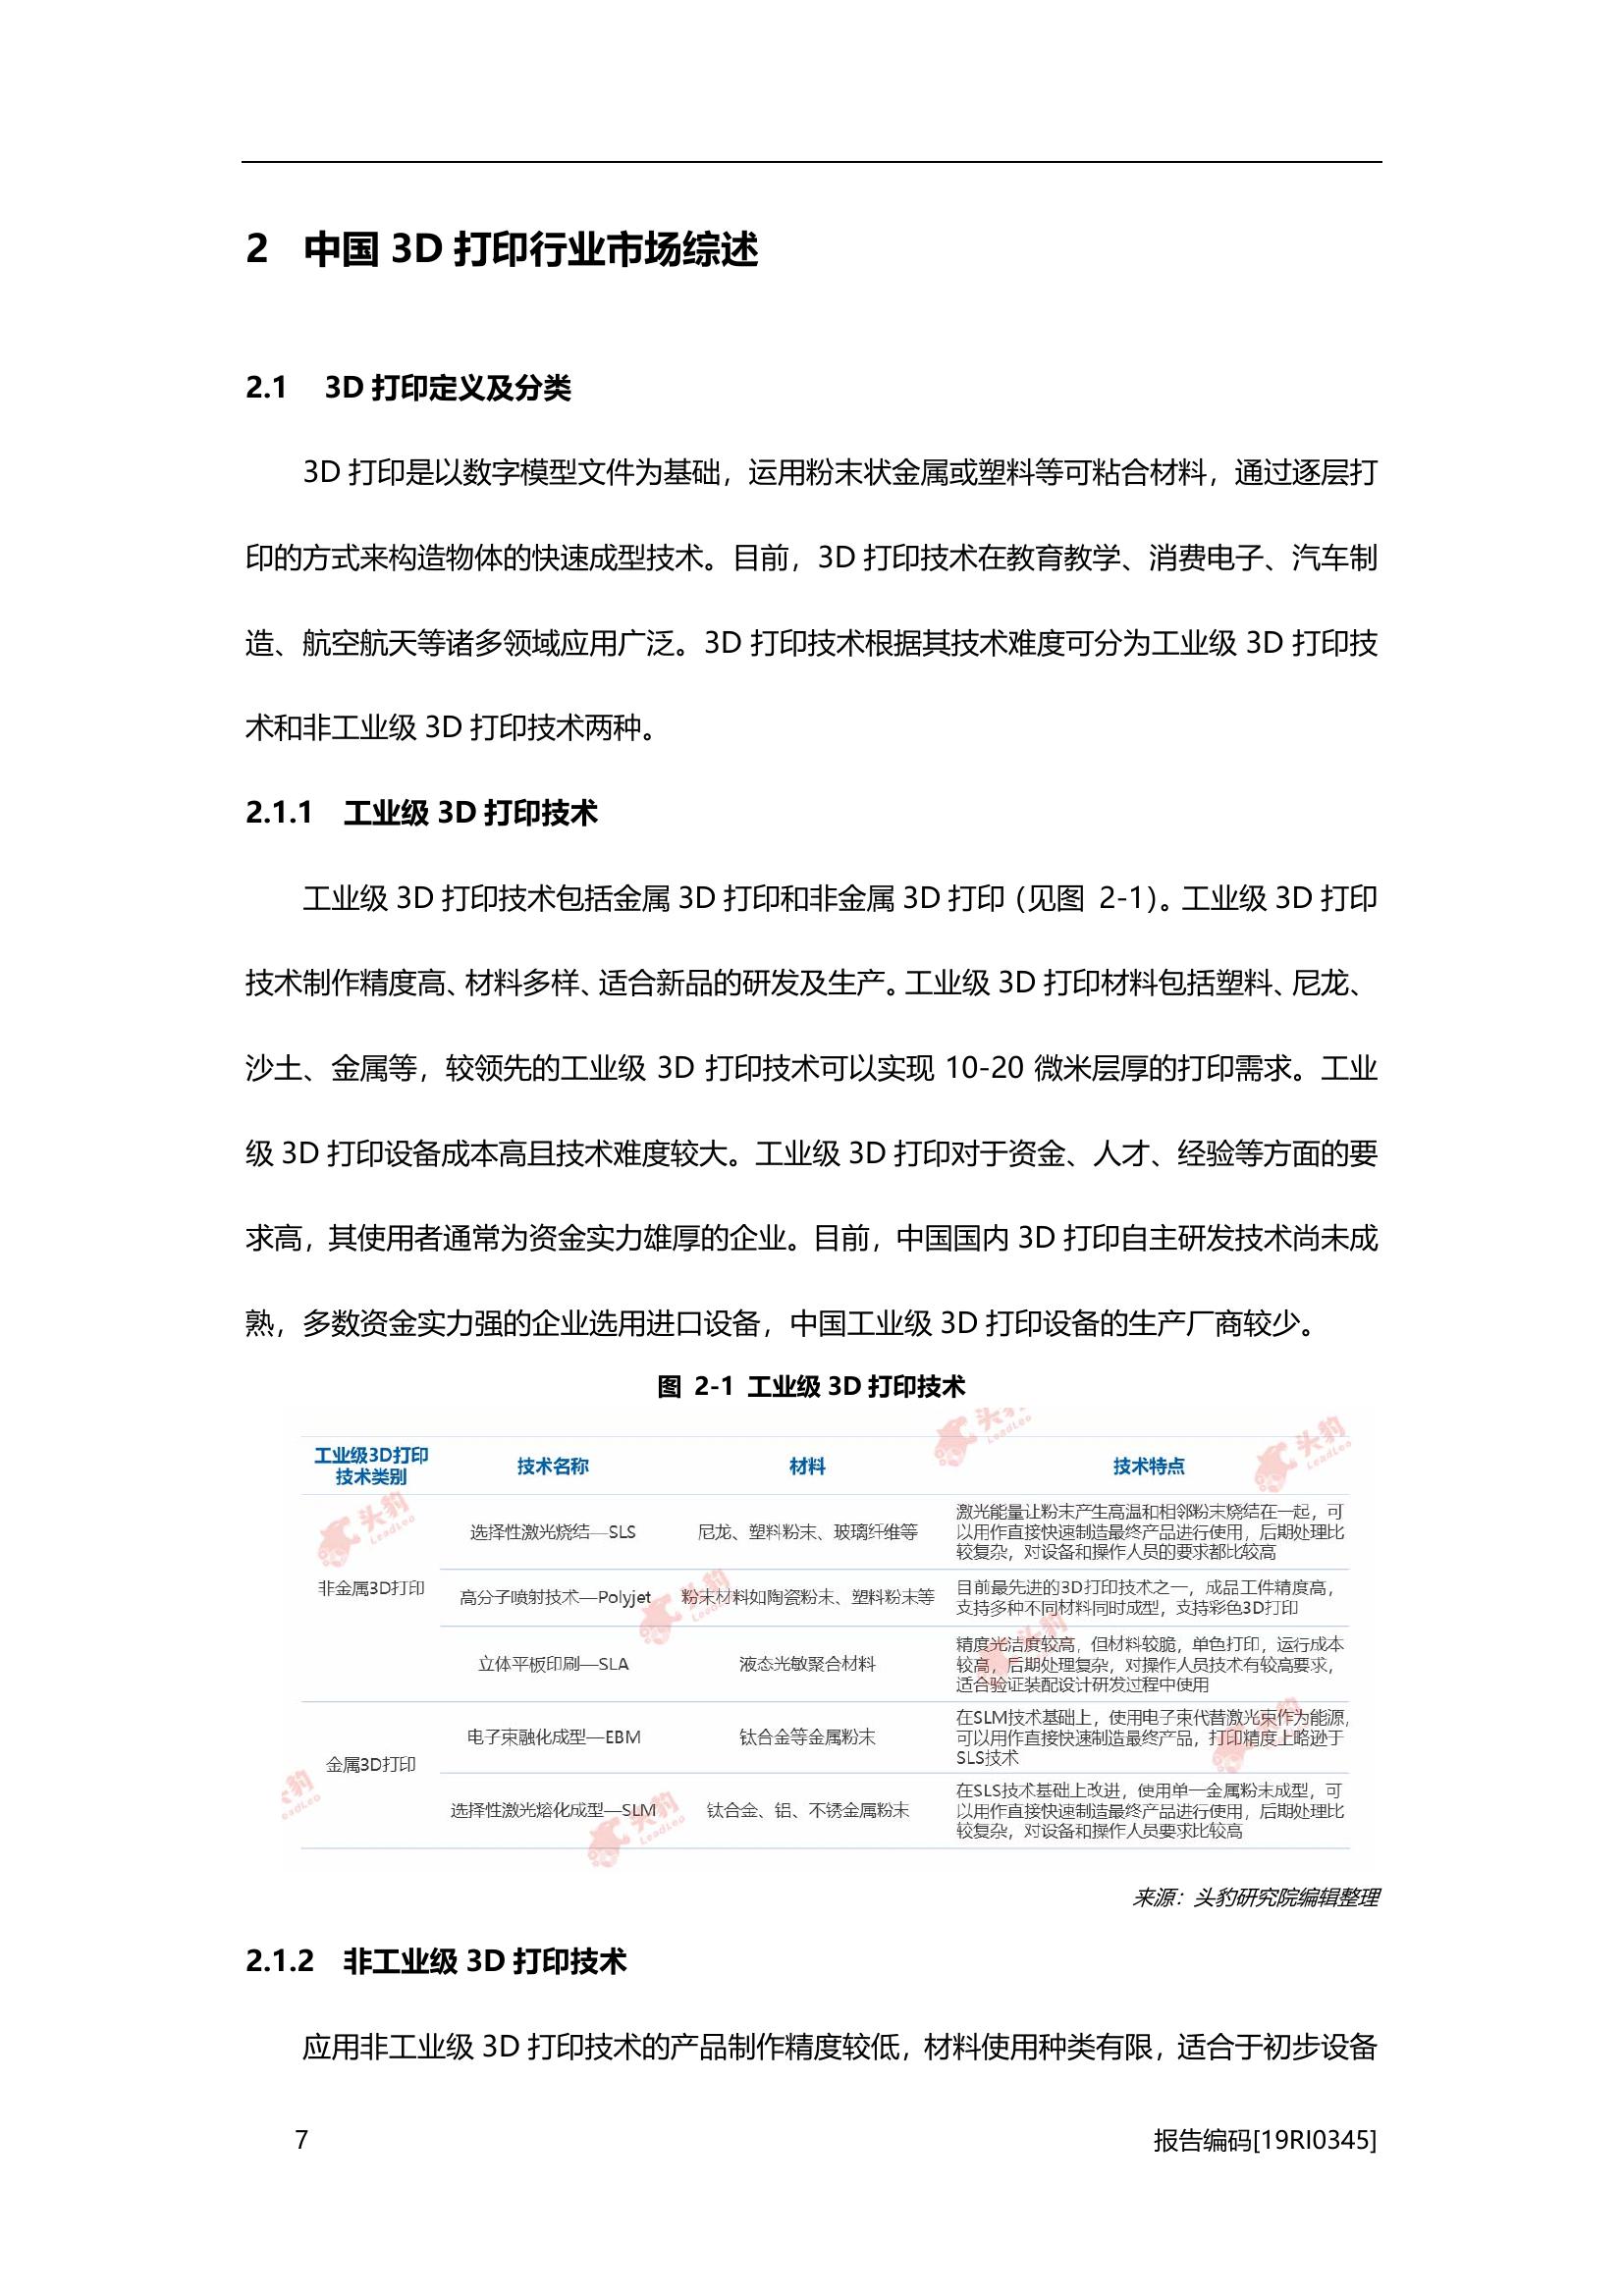 2 中国 3D 打印行业市场综述
2.1 3D 打印定义及分类
3D 打印是以数字模型文件为基础，运用粉末状金属或塑料等可粘合材料，通过逐层打
印的方式来构造物体的快速成型技术。目前，3D 打印技术在教育教学、消费电子、汽车制
造、航空航天等诸多领域应用广泛。3D 打印技术根据其技术难度可分为工业级 3D 打印技
术和非工业级 3D 打印技术两种。
2.1.1 工业级 3D 打印技术
工业级 3D 打印技术包括金属 3D 打印和非金属 3D 打印（见图 2-1）。工业级 3D 打印
技术制作精度高、材料多样、适合新品的研发及生产。工业级 3D 打印材料包括塑料、尼龙、
沙土、金属等，较领先的工业级 3D 打印技术可以实现 10-20 微米层厚的打印需求。工业
级 3D 打印设备成本高且技术难度较大。工业级 3D 打印对于资金、人才、经验等方面的要
求高，其使用者通常为资金实力雄厚的企业。目前，中国国内 3D 打印自主研发技术尚未成
熟，多数资金实力强的企业选用进口设备，中国工业级 3D 打印设备的生产厂商较少。
图 2-1 工业级 3D 打印技术
工业级3D打印
技术类别
技术名称
材料
技术特点
非金属3D打印
选择性激光烧结—SLS
尼龙、塑料粉末、玻璃纤维等
激光能量让粉末产生高温和相邻粉末烧结在一起，可
以用作直接快速制造最终产品进行使用，后期处理比
较复杂，对设备和操作人员的要求都比较高
高分子喷射技术—Polyjet
粉末材料如陶瓷粉末、塑料粉末等
目前最先进的3D打印技术之一，成品工件精度高，
支持多种不同材料同时成型，支持彩色3D打印
立体平板印刷—SLA
液态光敏聚合材料
精度光洁度较高，但材料较脆，单色打印，运行成本
较高，后期处理复杂，对操作人员技术有较高要求，
适合验证装配设计研发过程中使用
金属3D打印
电子束融化成型—EBM
钛合金等金属粉末
在SLM技术基础上，使用电子束代替激光束作为能源，
可以用作直接快速制造最终产品，打印精度上略逊于
SLS技术
选择性激光熔化成型—SLM
钛合金、铝、不锈金属粉末
在SLS技术基础上改进，使用单一金属粉末成型，可
以用作直接快速制造最终产品进行使用，后期处理比
较复杂，对设备和操作人员要求比较高
头豹
LeadLeo
头豹
LeadLeo
头豹
LeadLeo
头豹
LeadLeo
头豹
头豹
头豹
LeadLeo
来源：头豹研究院编辑整理
2.1.2 非工业级 3D 打印技术
应用非工业级 3D 打印技术的产品制作精度较低，材料使用种类有限，适合于初步设备
7
报告编码[19RI0345]